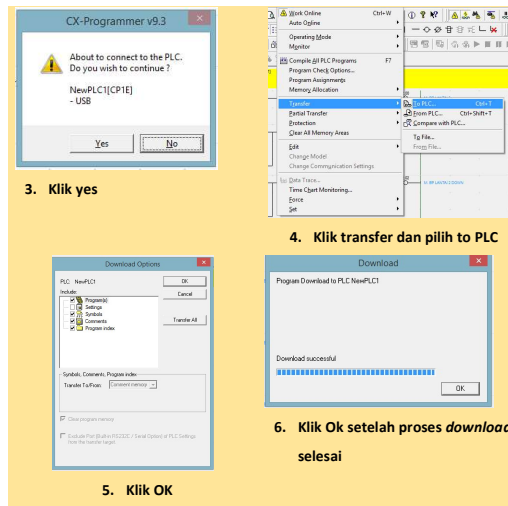 CX-Programmer v9.3
About to connect to the PLC.
Do you wish to continue ?
NewPLC1[CP1E]
- USB
Yes
No
3. Klik yes
Work Online Ctrl+W
Auto Online
Operating Mode
Monitor
Compile All PLC Programs F7
Program Check Options...
Program Assignments
Memory Allocation
Transfer
Partial Transfer
Protection
Clear All Memory Areas
Edit
Change Model
Change Communication Settings
Data Trace...
Time Chart Monitoring...
Force
Set
To PLC... Ctrl+T
From PLC... Ctrl+Shift+T
Compare with PLC...
To File...
From File...
4. Klik transfer dan pilih to PLC
Download Options
PLC: NewPLC1
Include:
Program(s)
Settings
Symbols
Comments
Program index
OK
Cancel
Transfer All
Symbols, Comments, Program index
Transfer To/From: Comment memory
Clear program memory
from the transfer target.
5. Klik OK
Download
Program Download to PLC NewPLC1
Download successful
OK
6. Klik Ok setelah proses download
selesai